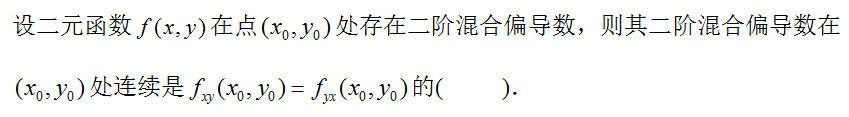 设二元函数 f(x,y) 在点(x₀,y₀) 处存在二阶混合偏导数，则其二阶混合偏导数在
(x₀,y₀) 处连续是 fₓᵧ(x₀,y₀) = fᵧₓ(x₀,y₀) 的(      ).